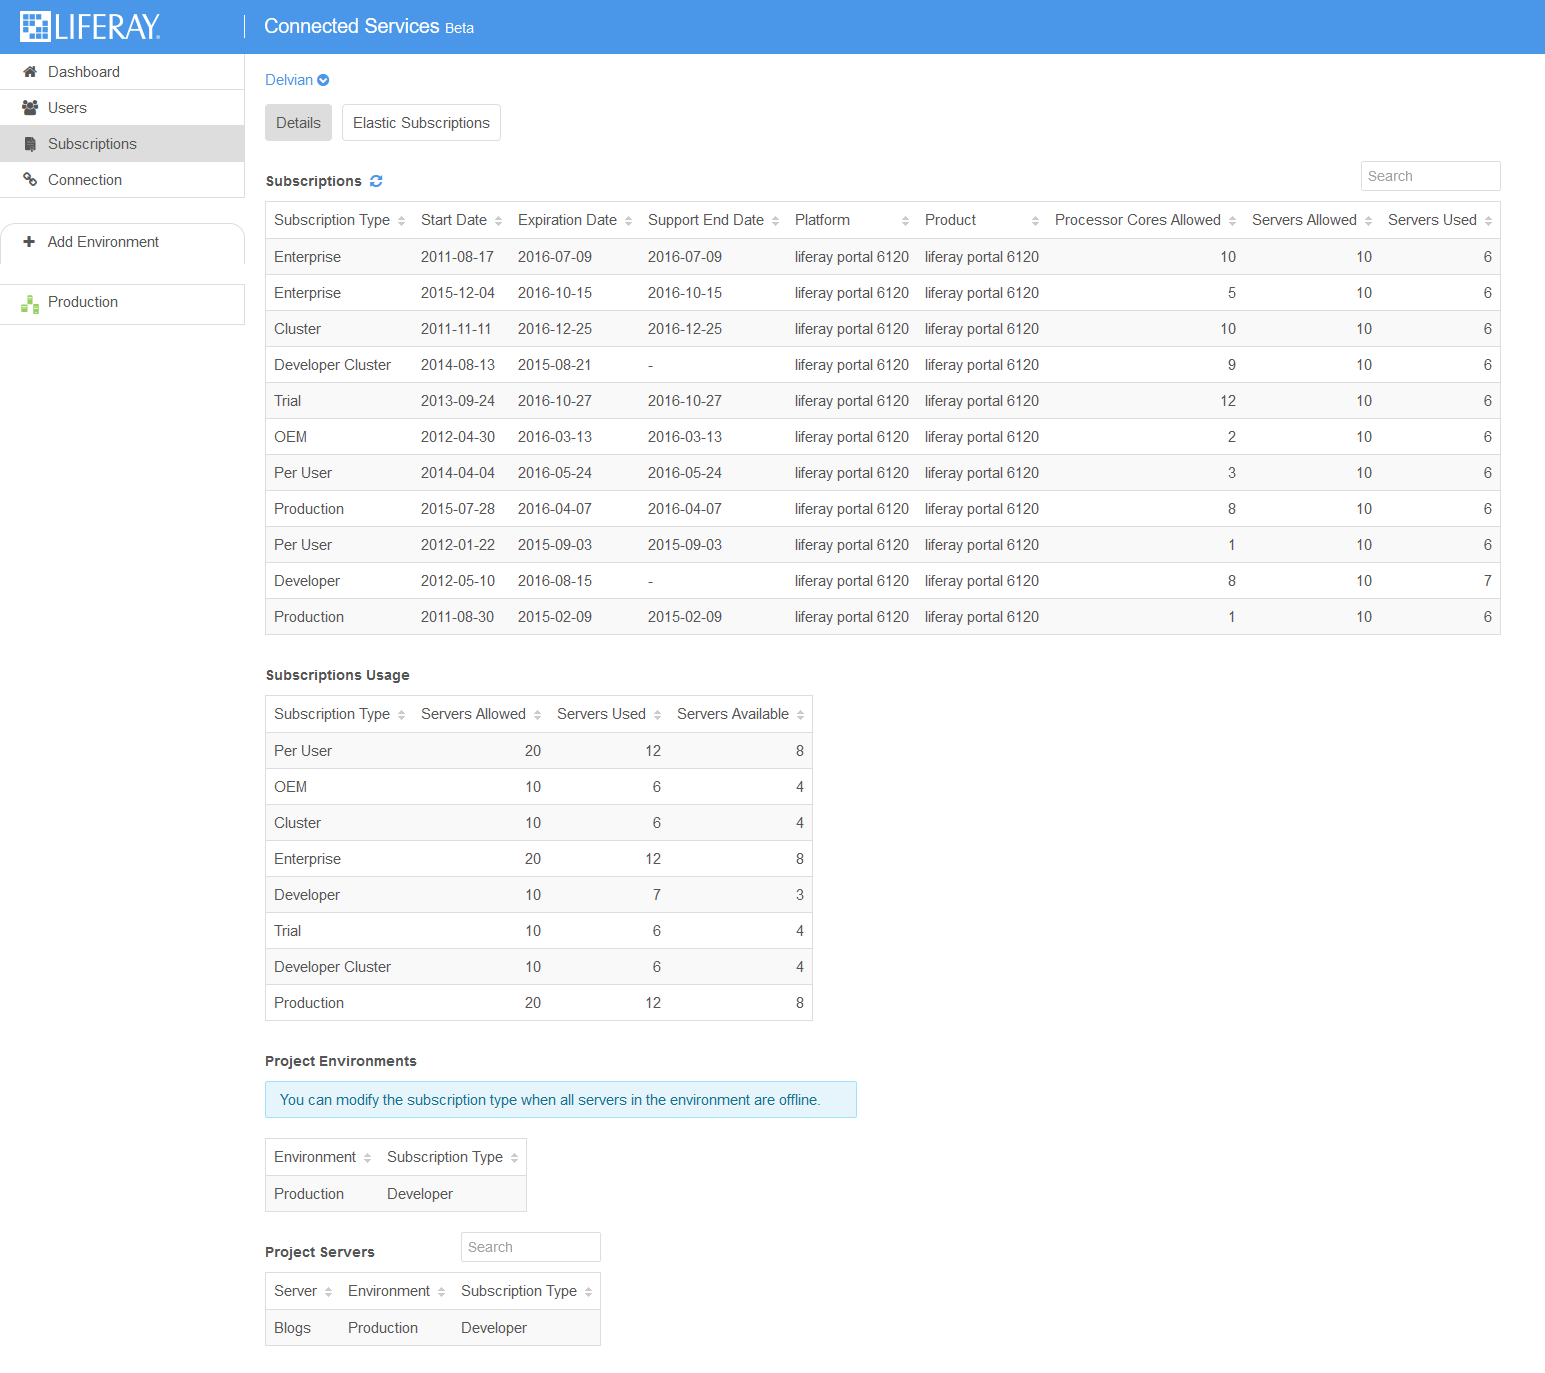 LIFERAY. Connected Services Beta
Dashboard
Users
Subscriptions
Connection
Add Environment
Production
Delvian
Details Elastic Subscriptions
Subscriptions Search
Subscription Type Start Date Expiration Date Support End Date Platform Product Processor Cores Allowed Servers Allowed Servers Used
Enterprise 2011-08-17 2016-07-09 2016-07-09 liferay portal 6120 liferay portal 6120 10 10 6
Enterprise 2015-12-04 2016-10-15 2016-10-15 liferay portal 6120 liferay portal 6120 5 10 6
Cluster 2011-11-11 2016-12-25 2016-12-25 liferay portal 6120 liferay portal 6120 10 10 6
Developer Cluster 2014-08-13 2015-08-21 - liferay portal 6120 liferay portal 6120 9 10 6
Trial 2013-09-24 2016-10-27 2016-10-27 liferay portal 6120 liferay portal 6120 12 10 6
OEM 2012-04-30 2016-03-13 2016-03-13 liferay portal 6120 liferay portal 6120 2 10 6
Per User 2014-04-04 2016-05-24 2016-05-24 liferay portal 6120 liferay portal 6120 3 10 6
Production 2015-07-28 2016-04-07 2016-04-07 liferay portal 6120 liferay portal 6120 8 10 6
Per User 2012-01-22 2015-09-03 2015-09-03 liferay portal 6120 liferay portal 6120 1 10 6
Developer 2012-05-10 2016-08-15 - liferay portal 6120 liferay portal 6120 8 10 7
Production 2011-08-30 2015-02-09 2015-02-09 liferay portal 6120 liferay portal 6120 1 10 6
Subscriptions Usage
Subscription Type Servers Allowed Servers Used Servers Available
Per User 20 12 8
OEM 10 6 4
Cluster 10 6 4
Enterprise 20 12 8
Developer 10 7 3
Trial 10 6 4
Developer Cluster 10 6 4
Production 20 12 8
Project Environments
You can modify the subscription type when all servers in the environment are offline.
Environment Subscription Type
Production Developer
Project Servers Search
Server Environment Subscription Type
Blogs Production Developer